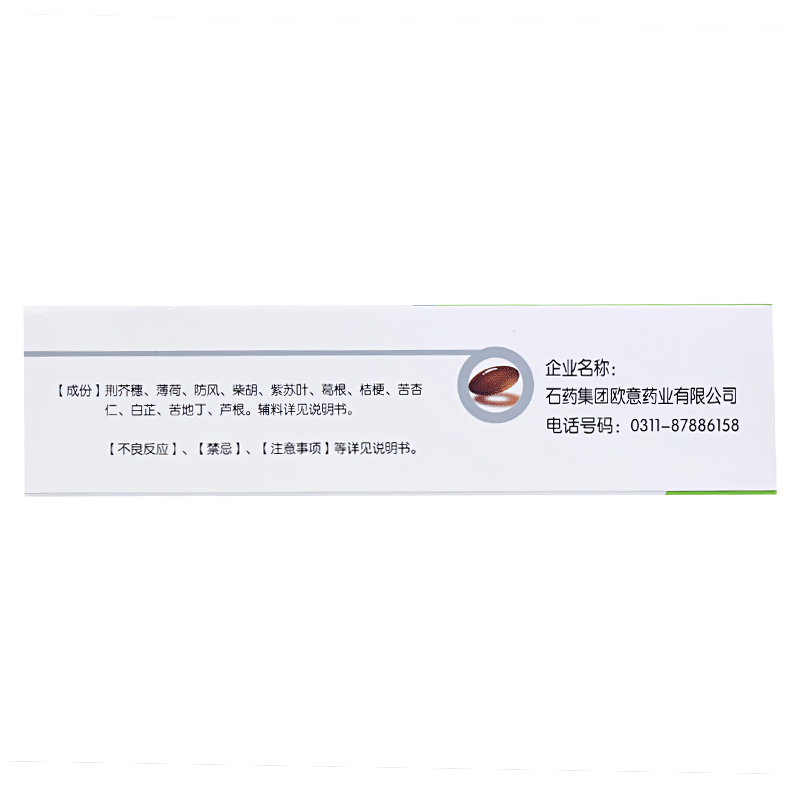 【成份】荆芥穗、薄荷、防风、柴胡、紫苏叶、葛根、桔梗、苦杏
仁、白芷、苦地丁、芦根。辅料详见说明书。
【不良反应】、【禁忌】、【注意事项】等详见说明书。
企业名称：
石药集团欧意药业有限公司
电话号码：0311-87886158